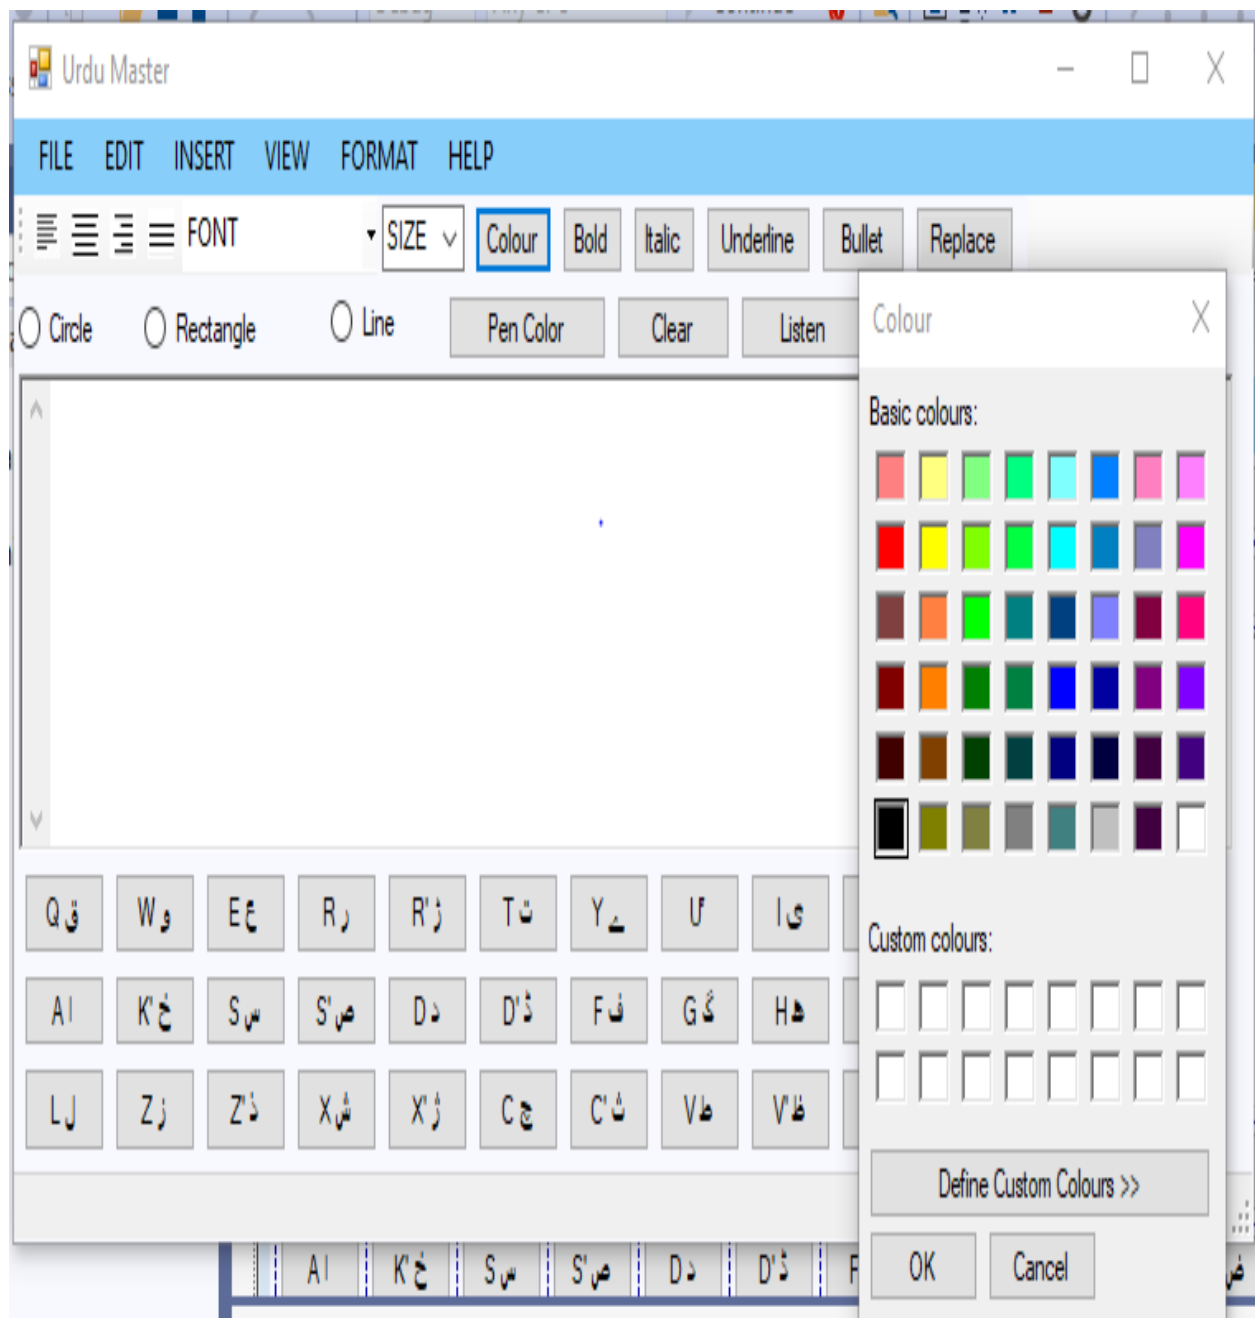 Continue
Urdu Master
FILE EDIT INSERT VIEW FORMAT HELP
FONT SIZE Colour Bold Italic Underline Bullet Replace
Circle Rectangle Line Pen Color Clear Listen
Colour
Basic colours:
Q ق W و E ع R ر R' ڑ T ت Y ے U I ی
Custom colours:
A ا K' خ S س S' ص D د D' ڈ F ف G گ H ھ
L ل Z ز Z' ذ X ش X' ژ C چ C' ث V ط V' ظ
Define Custom Colours >>
OK Cancel
A ا K' خ S س S' ص D د D' ڈ F ض